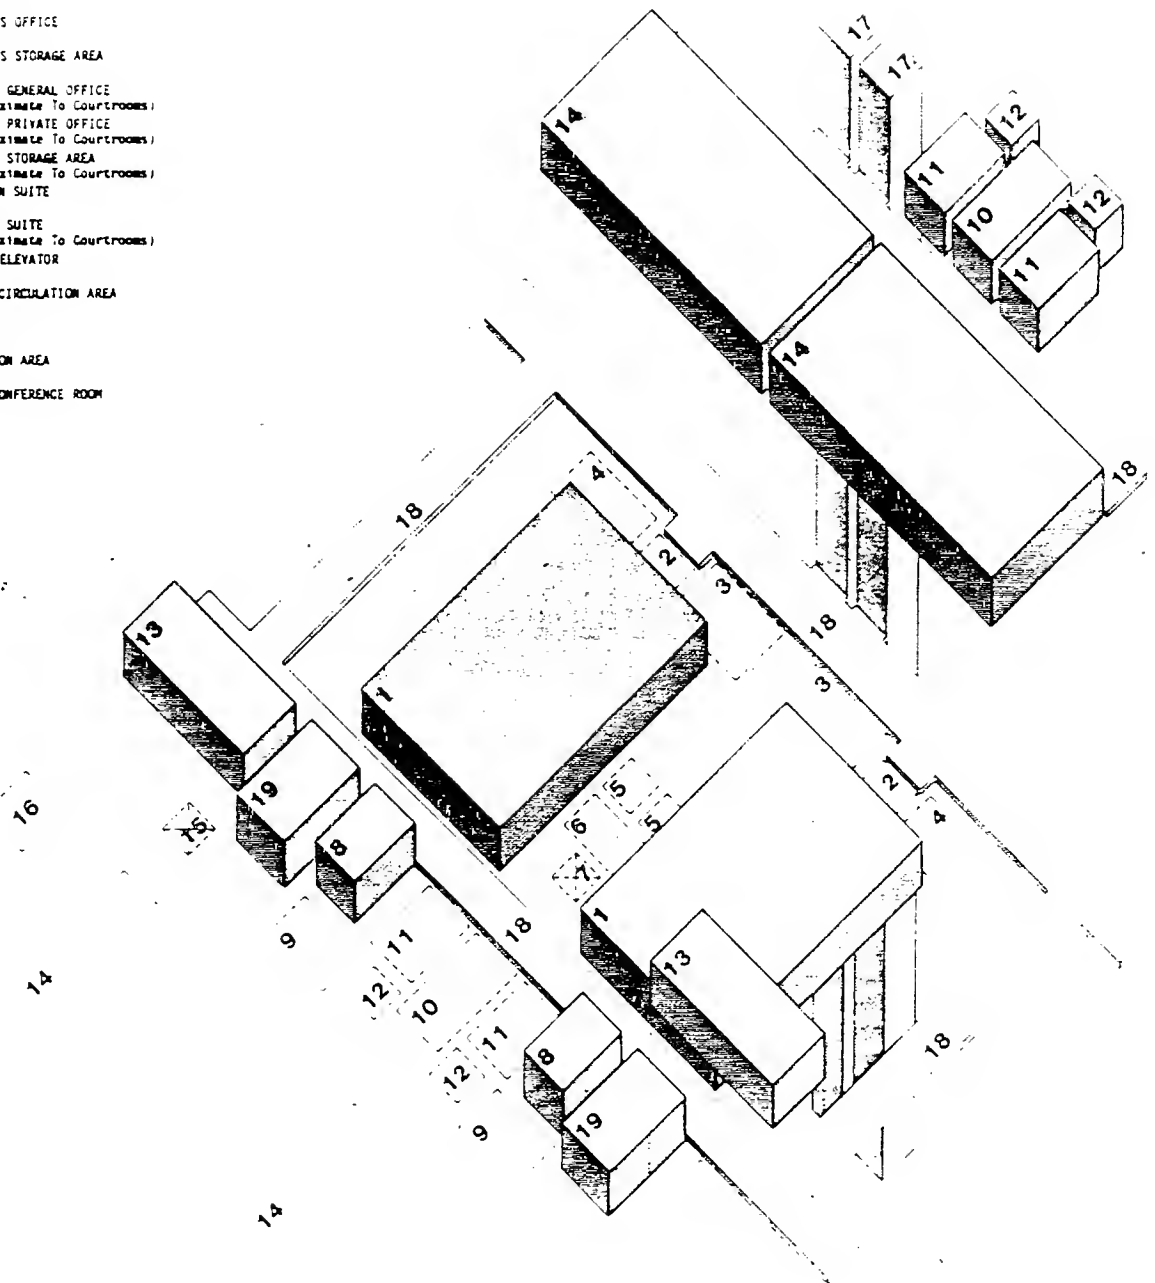 S OFFICE
S STORAGE AREA
GENERAL OFFICE
ximate To Courtrooms)
PRIVATE OFFICE
ximate To Courtrooms)
STORAGE AREA
ximate To Courtrooms)
N SUITE
SUITE
ximate To Courtrooms)
ELEVATOR
CIRCULATION AREA
ON AREA
ONFERENCE ROOM
17
17
12
14
11
12
10
11
14
18
4
18
2
3
18
13
3
1
2
5
4
16
19
15
6
5
8
7
1
18
9
11
13
14
12
10
11
18
8
12
19
9
14